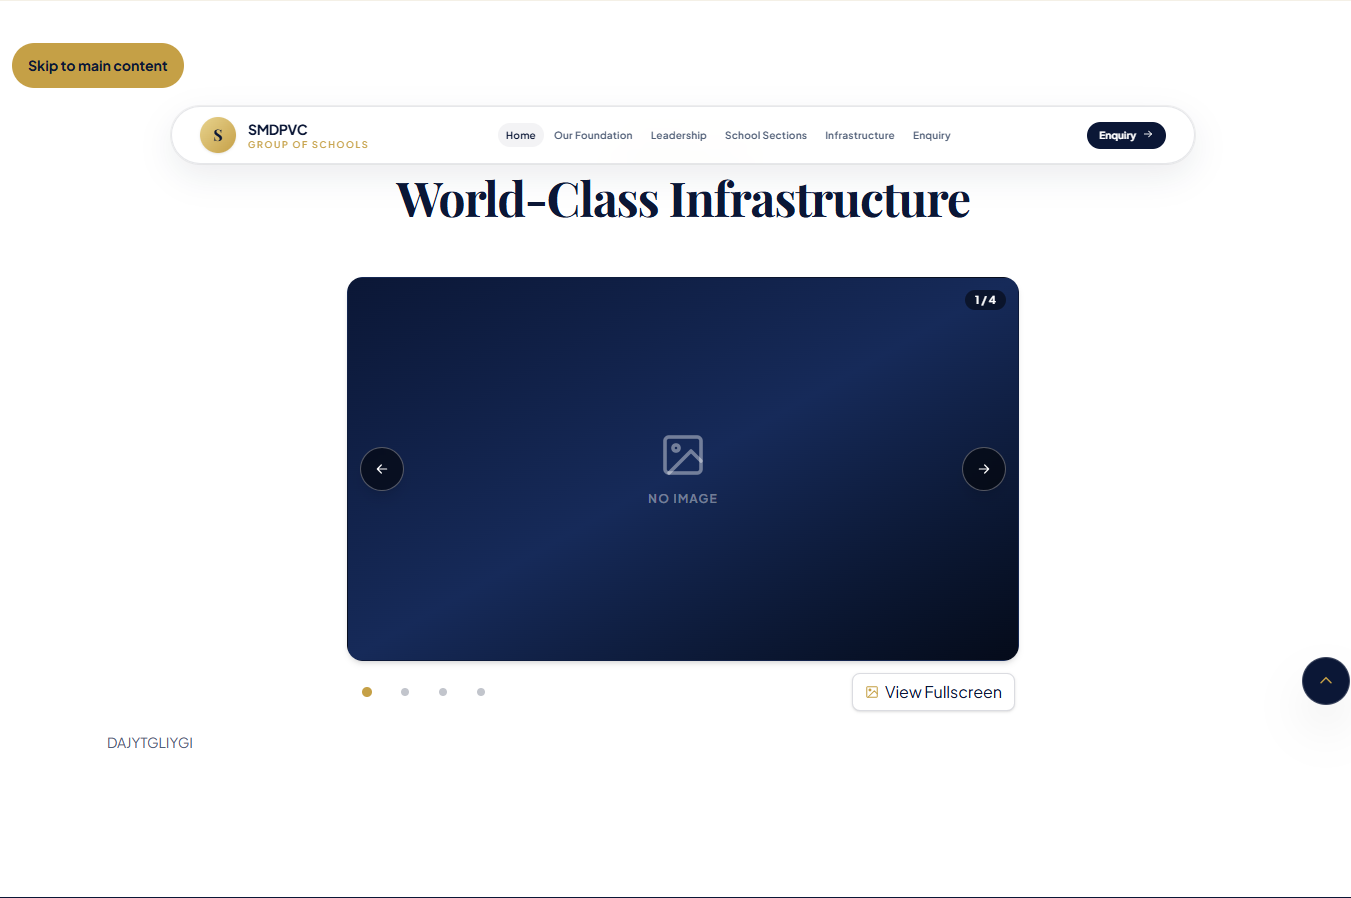 Skip to main content
S
SMDPVC
GROUP OF SCHOOLS
Home
Our Foundation
Leadership
School Sections
Infrastructure
Enquiry
Enquiry →
World-Class Infrastructure
1 / 4
NO IMAGE
View Fullscreen
DAJYTGLIYGI